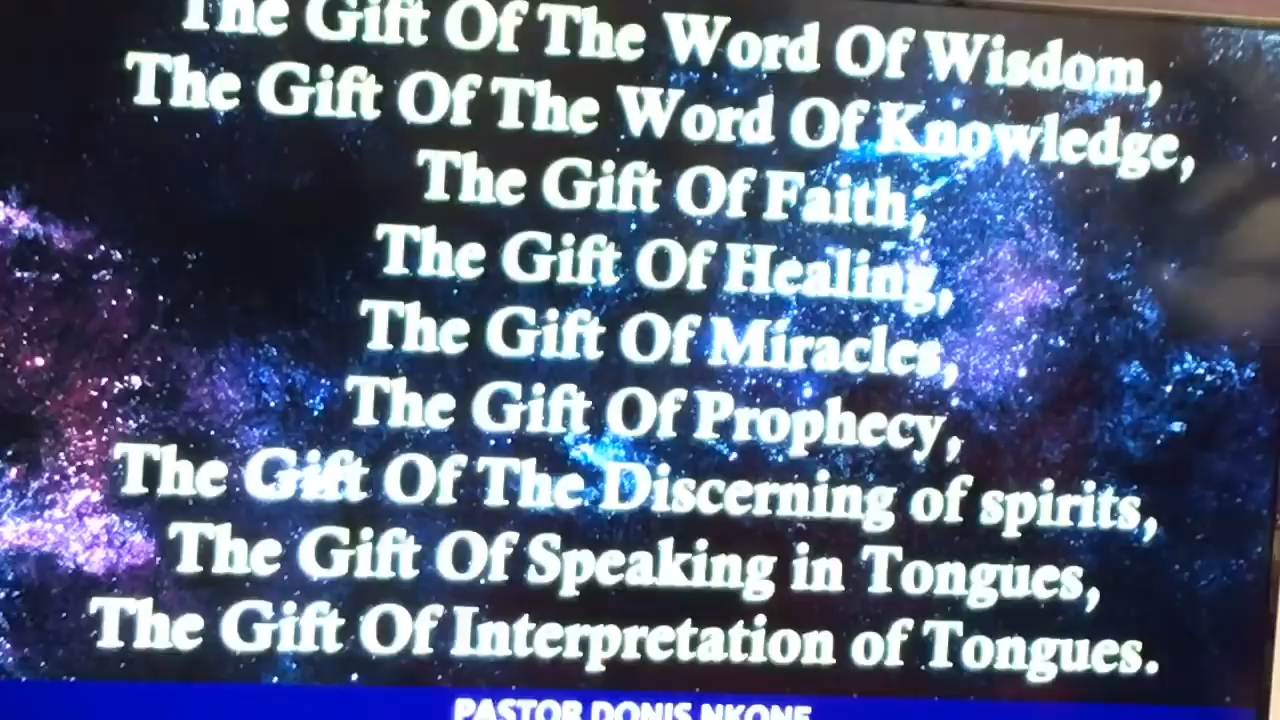 The Gift Of The Word Of Wisdom,
The Gift Of The Word Of Knowledge,
The Gift Of Faith,
The Gift Of Healing,
The Gift Of Miracles,
The Gift Of Prophecy,
The Gift Of The Discerning of spirits,
The Gift Of Speaking in Tongues,
The Gift Of Interpretation of Tongues.
PASTOR DONIS NKONE